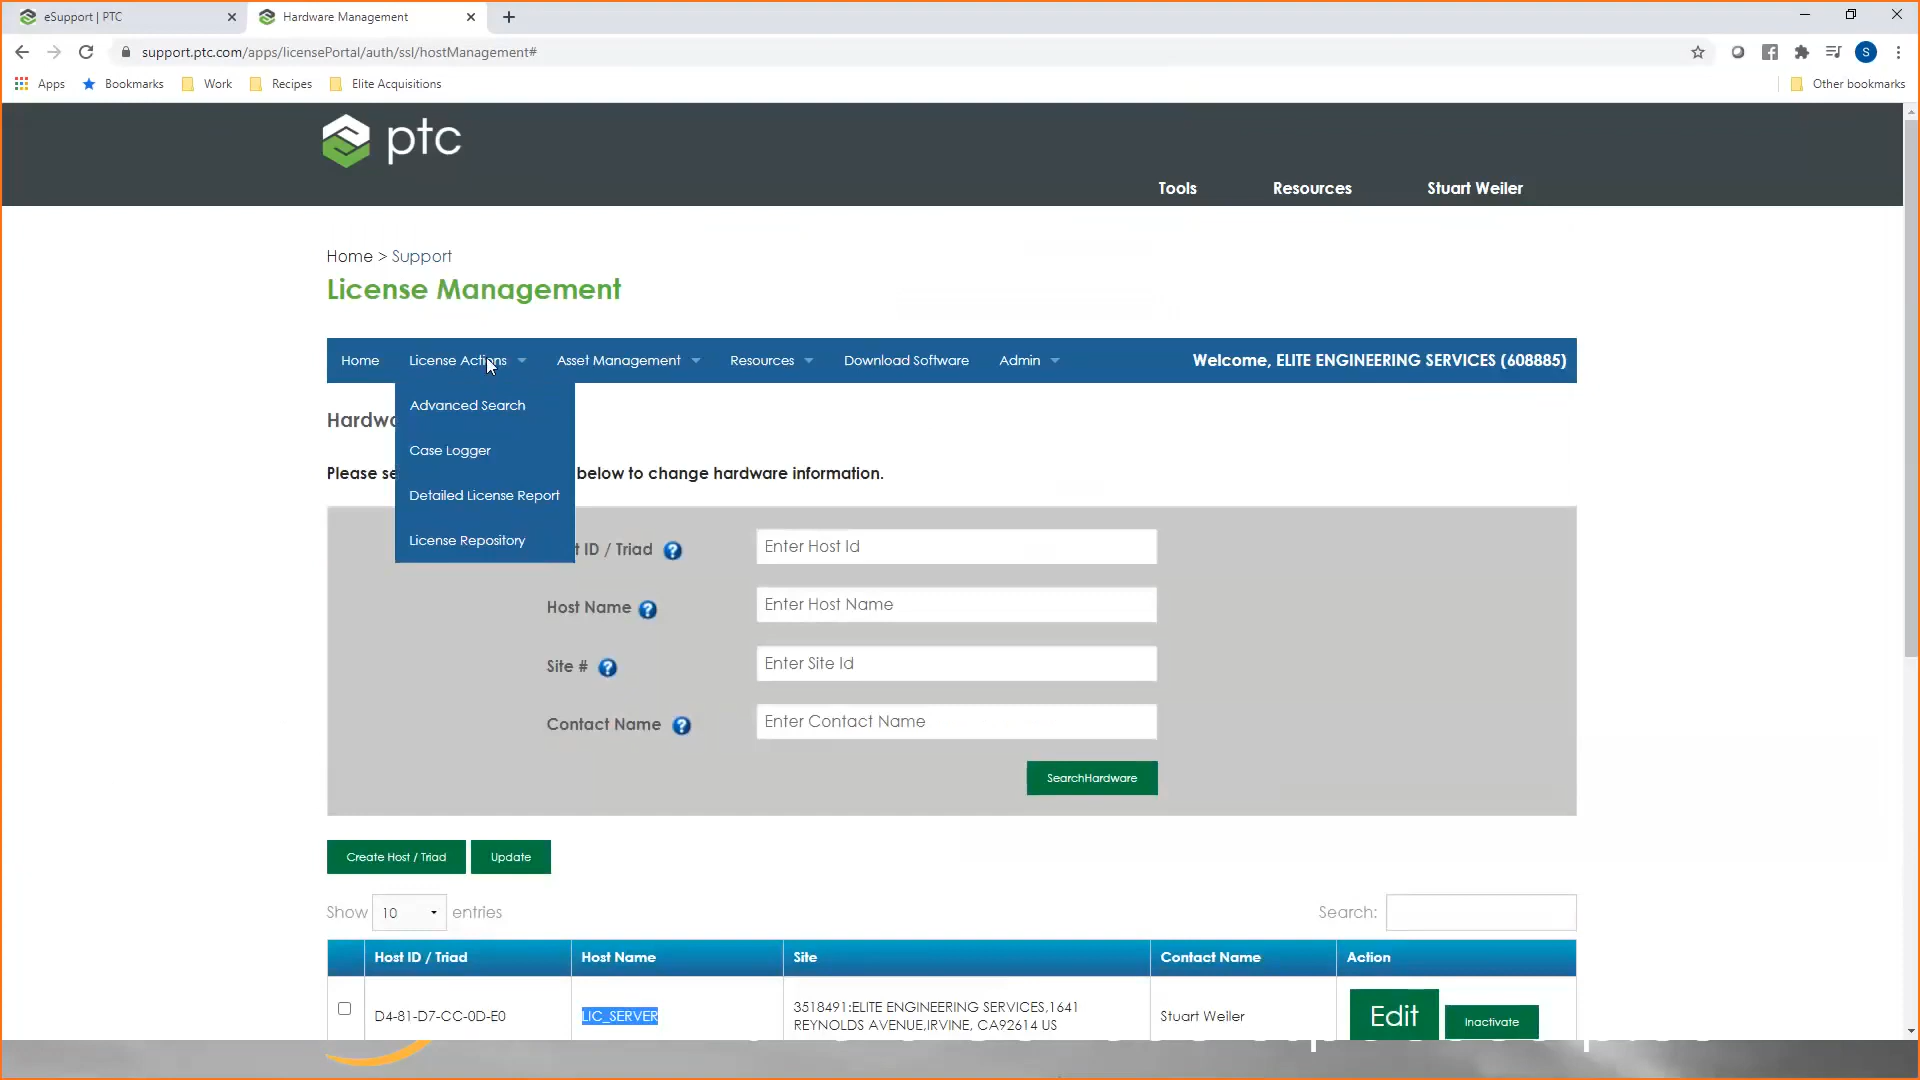 eSupport | PTC
Hardware Management
support.ptc.com/apps/licensePortal/auth/ssl/hostManagement#
S
Apps Bookmarks Work Recipes Elite Acquisitions Other bookmarks
ptc
Tools Resources Stuart Weiler
Home > Support
License Management
Home License Actions Asset Management Resources Download Software Admin Welcome, ELITE ENGINEERING SERVICES (608885)
Advanced Search
Case Logger
Detailed License Report
License Repository
Please below to change hardware information.
ID / Triad ? Enter Host Id
Host Name ? Enter Host Name
Site # ? Enter Site Id
Contact Name ? Enter Contact Name
SearchHardware
Create Host / Triad Update
Show 10 entries Search:
Host ID / Triad Host Name Site Contact Name Action
D4-81-D7-CC-0D-E0 LIC_SERVER 3518491:ELITE ENGINEERING SERVICES,1641
REYNOLDS AVENUE,IRVINE, CA92614 US Stuart Weiler Edit Inactivate